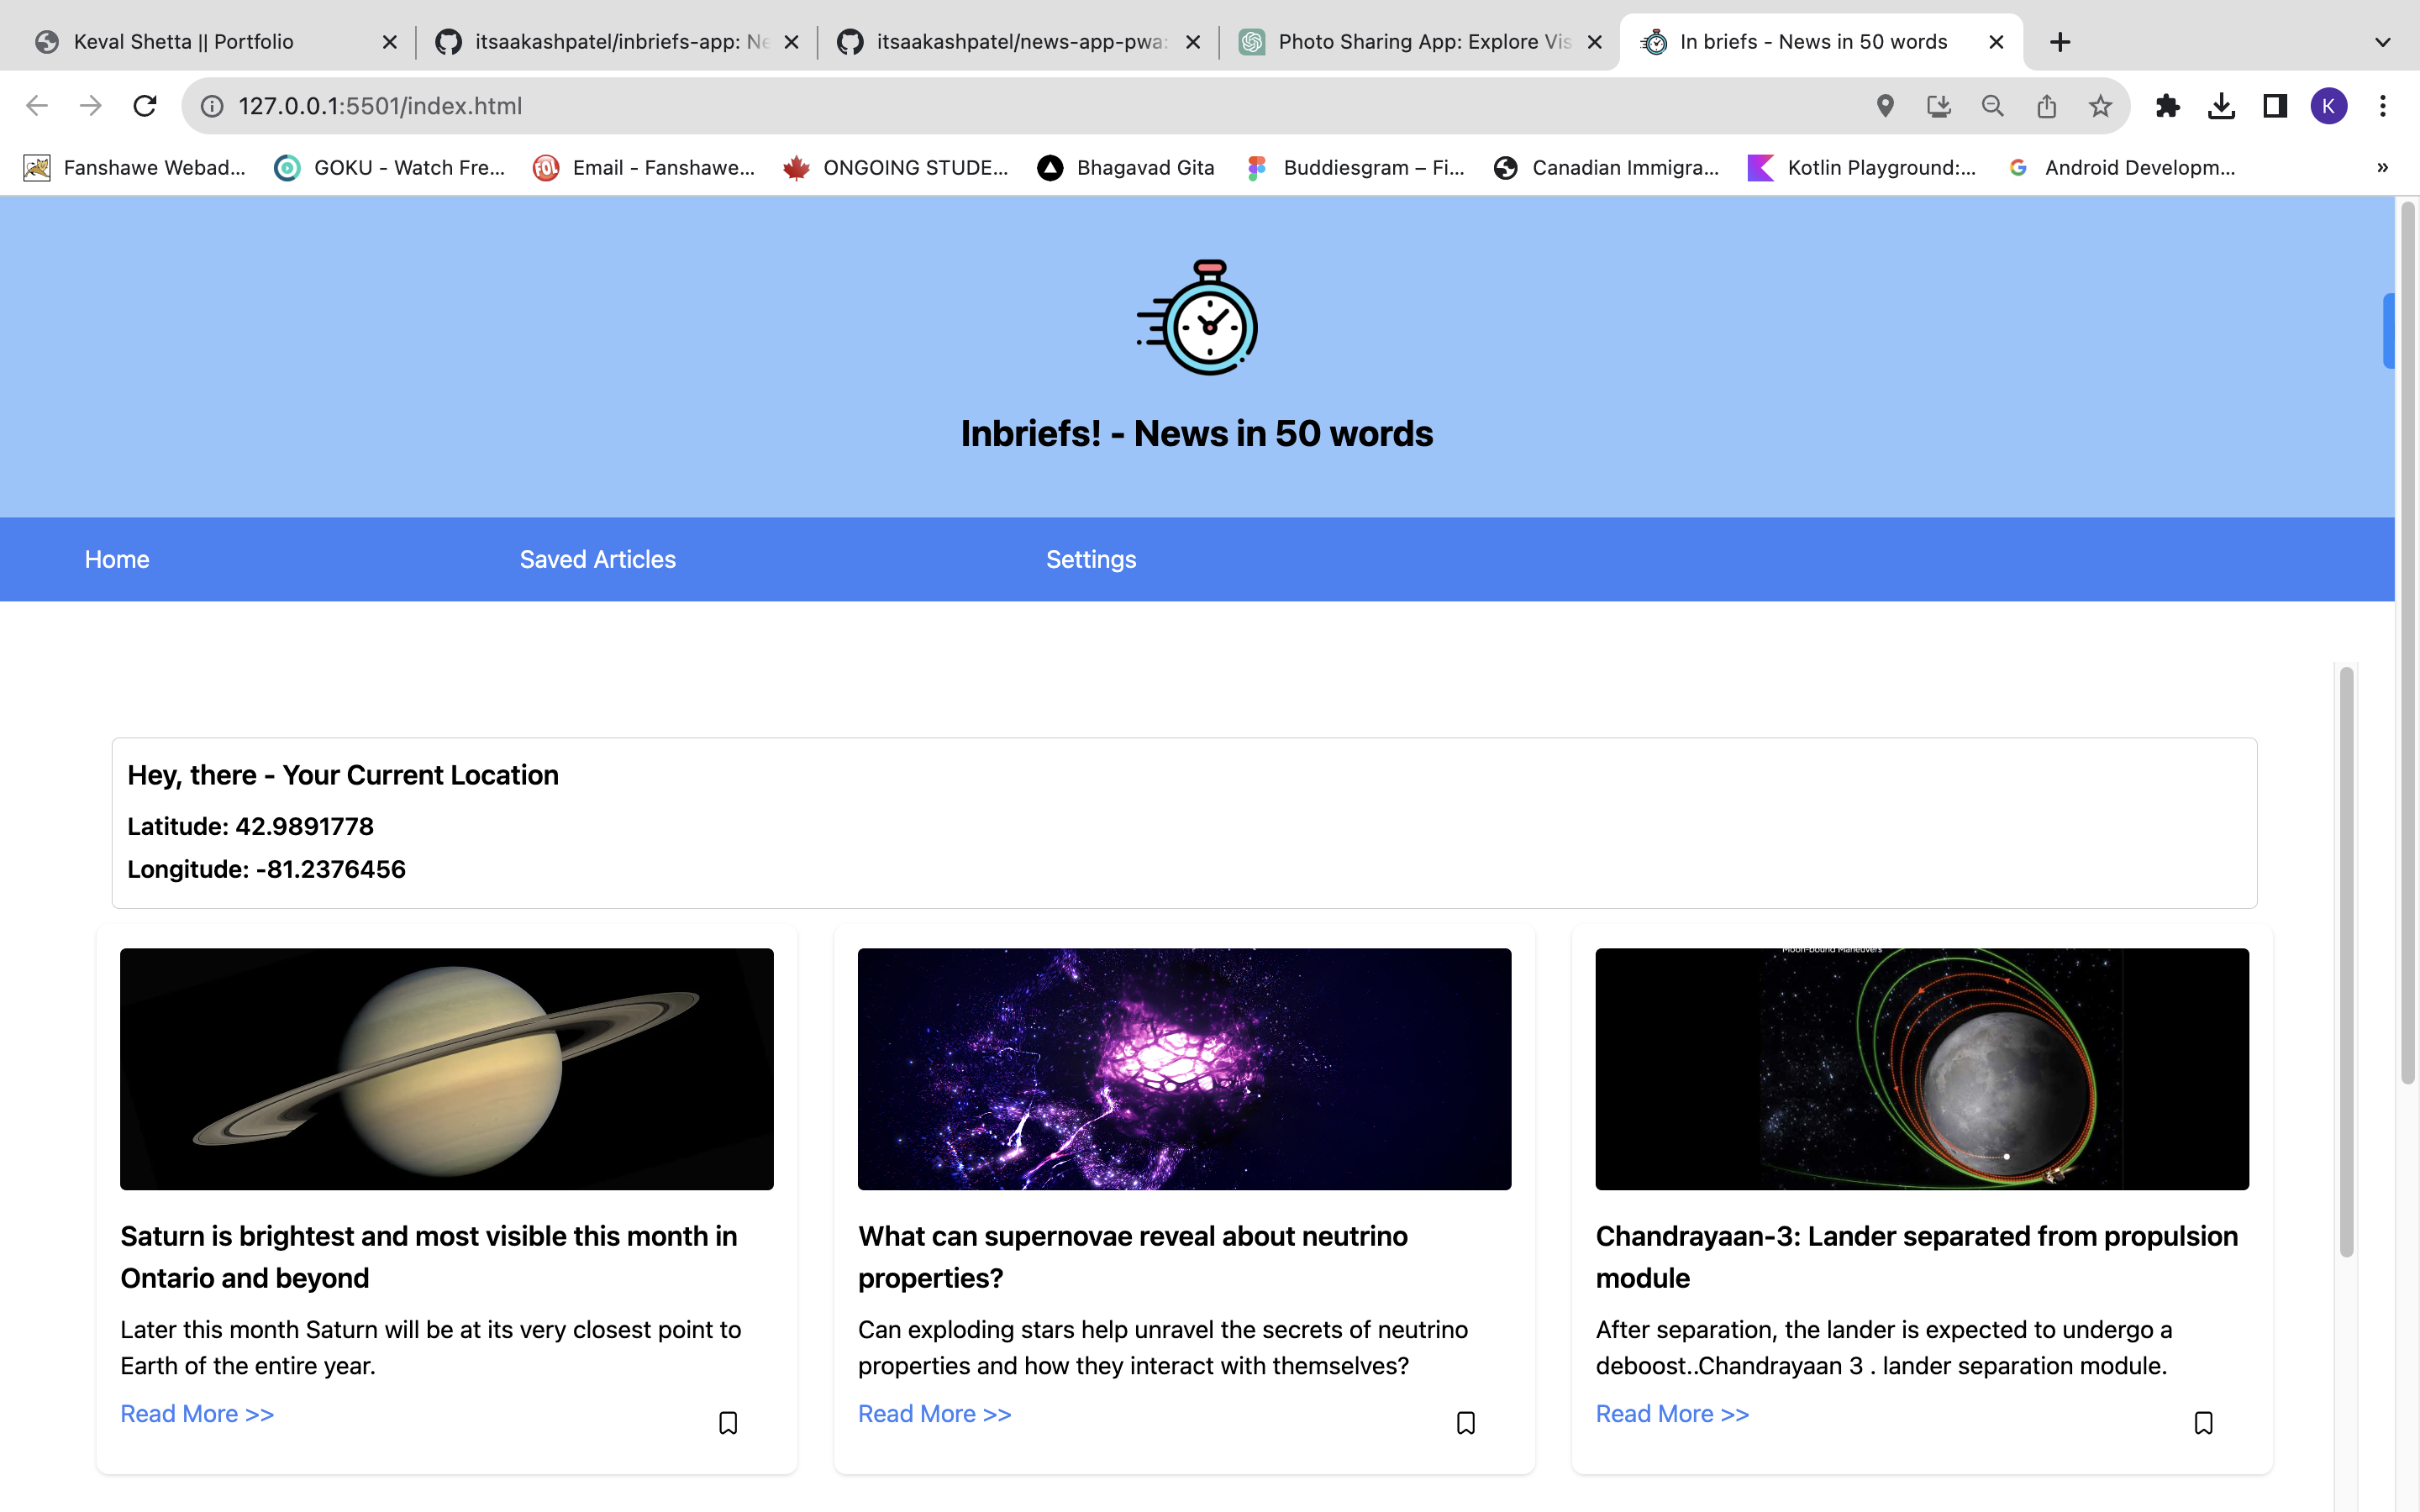 Keval Shetta || Portfolio
itsaakashpatel/inbriefs-app: Ne
itsaakashpatel/news-app-pwa:
Photo Sharing App: Explore Vis
In briefs - News in 50 words
127.0.0.1:5501/index.html
K
Fanshawe Webad...
GOKU - Watch Fre...
FOL
Email - Fanshawe...
ONGOING STUDE...
Bhagavad Gita
Buddiesgram – Fi...
Canadian Immigra...
Kotlin Playground:...
G
Android Developm...
»
Inbriefs! - News in 50 words
Home
Saved Articles
Settings
Hey, there - Your Current Location
Latitude: 42.9891778
Longitude: -81.2376456
Saturn is brightest and most visible this month in
Ontario and beyond
Later this month Saturn will be at its very closest point to
Earth of the entire year.
Read More >>
What can supernovae reveal about neutrino
properties?
Can exploding stars help unravel the secrets of neutrino
properties and how they interact with themselves?
Read More >>
Moon-bound Maneuvers
Chandrayaan-3: Lander separated from propulsion
module
After separation, the lander is expected to undergo a
deboost..Chandrayaan 3 . lander separation module.
Read More >>